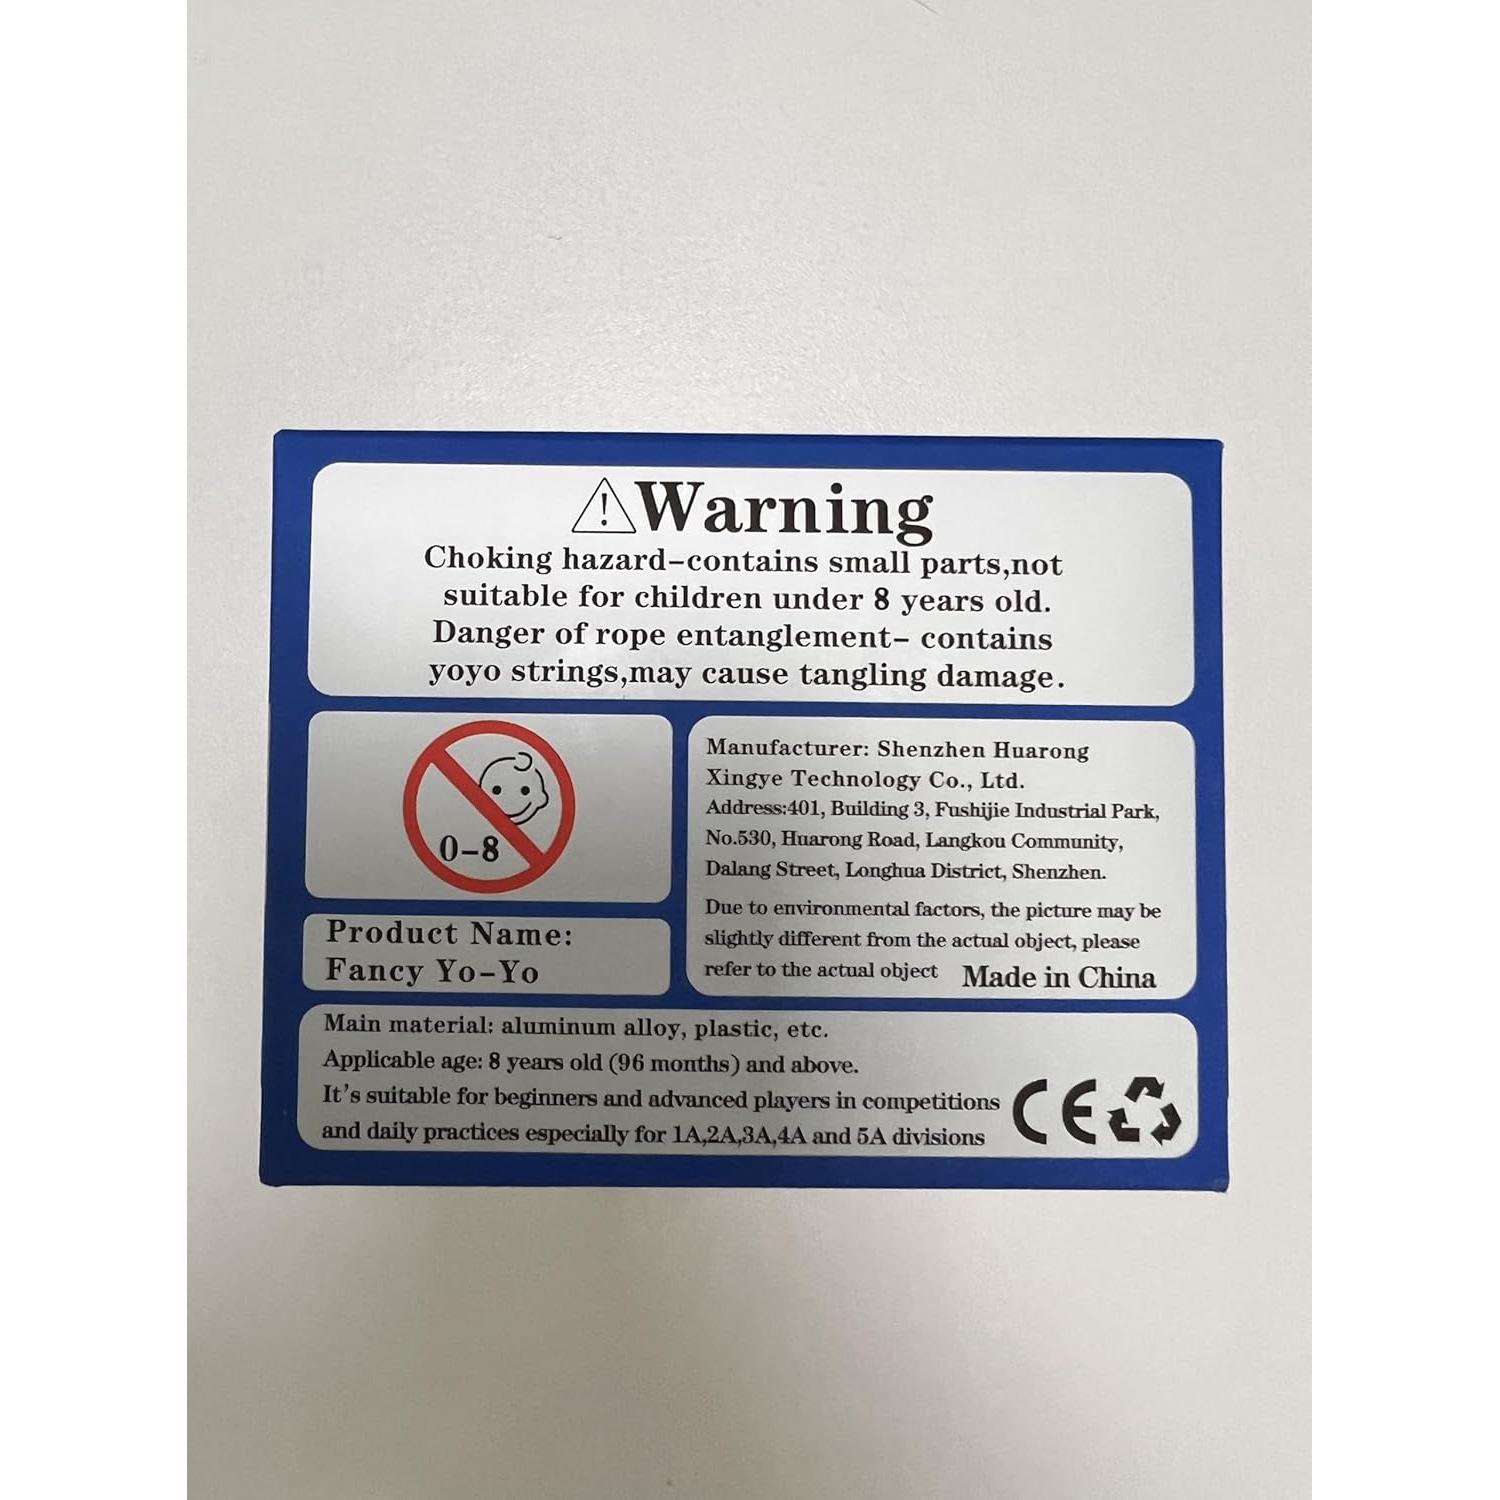 Warning
Choking hazard-contains small parts,not
suitable for children under 8 years old.
Danger of rope entanglement- contains
yoyo strings,may cause tangling damage.
0-8
Product Name:
Fancy Yo-Yo
Manufacturer: Shenzhen Huarong
Xingye Technology Co., Ltd.
Address:401, Building 3, Fushijie Industrial Park,
No.530, Huarong Road, Langkou Community,
Dalang Street, Longhua District, Shenzhen.
Due to environmental factors, the picture may be
slightly different from the actual object, please
refer to the actual object Made in China
Main material: aluminum alloy, plastic, etc.
Applicable age: 8 years old (96 months) and above.
It's suitable for beginners and advanced players in competitions
and daily practices especially for 1A,2A,3A,4A and 5A divisions
CE